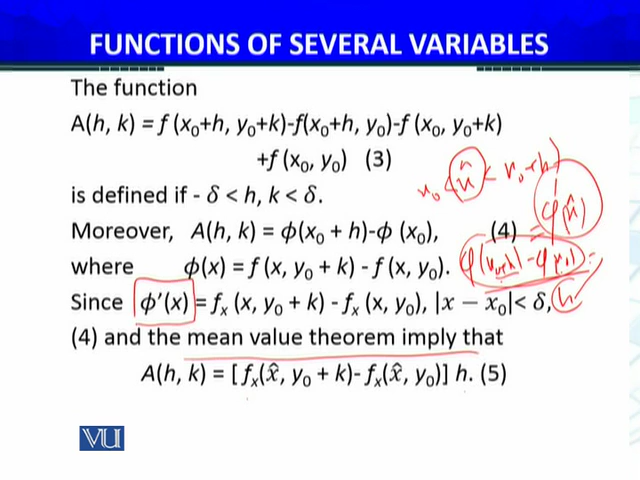 FUNCTIONS OF SEVERAL VARIABLES
The function
A(h, k) = f (x₀+h, y₀+k)-f(x₀+h, y₀)-f (x₀, y₀+k)
+f (x₀, y₀) (3)
is defined if - δ < h, k < δ.
Moreover, A(h, k) = ϕ(x₀ + h)-ϕ (x₀), (4)
where ϕ(x) = f (x, y₀ + k) - f (x, y₀).
Since ϕ'(x) = fₓ (x, y₀ + k) - fₓ (x, y₀), |x − x₀|< δ,
(4) and the mean value theorem imply that
A(h, k) = [ fₓ(x̂, y₀ + k)- fₓ(x̂, y₀)] h. (5)
VU